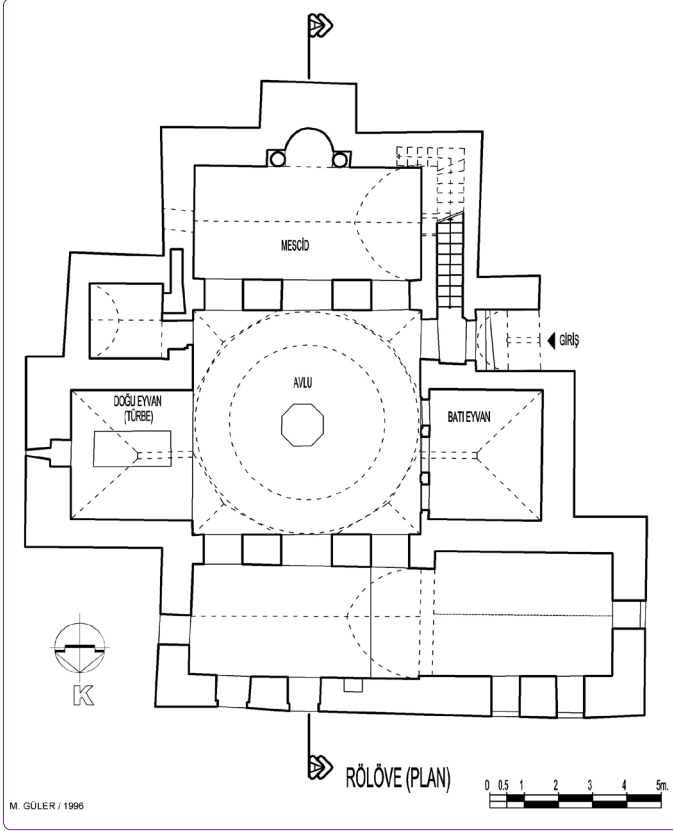 MESCİD
GİRİŞ
AVLU
DOĞU EYVAN
(TÜRBE)
BATI EYVAN
K
RÖLÖVE (PLAN)
0 0.5 1 2 3 4 5m.
M. GÜLER / 1996